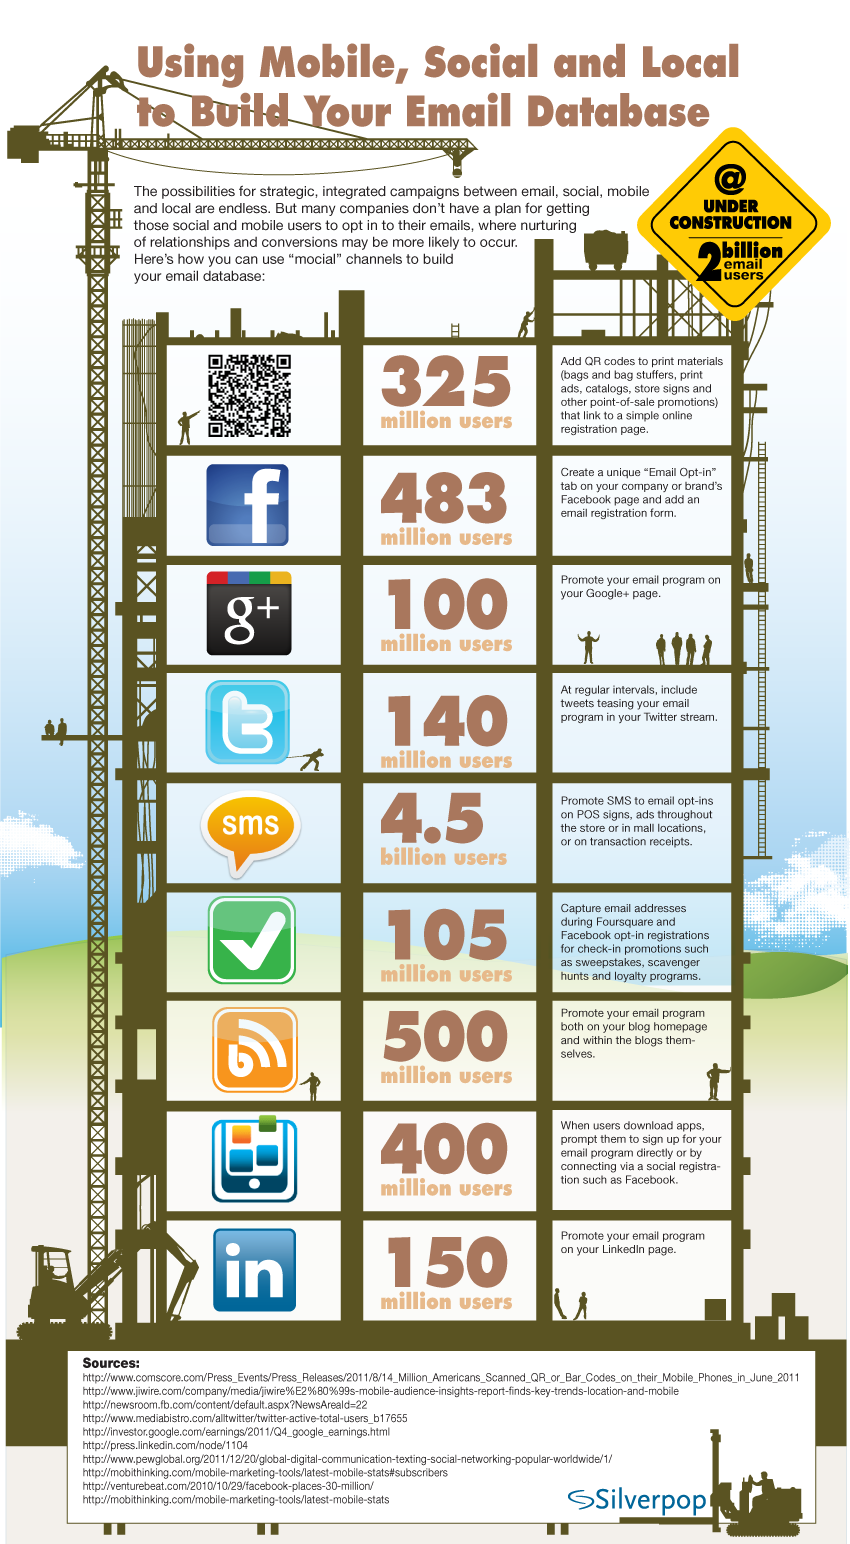 Using Mobile, Social and Local
to Build Your Email Database
The possibilities for strategic, integrated campaigns between email, social, mobile
and local are endless. But many companies don't have a plan for getting
those social and mobile users to opt in to their emails, where nurturing
of relationships and conversions may be more likely to occur.
Here's how you can use “mocial” channels to build
your email database:
@
UNDER
CONSTRUCTION
2 billion
email
users
325
million users
Add QR codes to print materials
(bags and bag stuffers, print
ads, catalogs, store signs and
other point-of-sale promotions)
that link to a simple online
registration page.
f
483
million users
Create a unique “Email Opt-in”
tab on your company or brand's
Facebook page and add an
email registration form.
g+
100
million users
Promote your email program on
your Google+ page.
t
140
million users
At regular intervals, include
tweets teasing your email
program in your Twitter stream.
sms
4.5
billion users
Promote SMS to email opt-ins
on POS signs, ads throughout
the store or in mall locations,
or on transaction receipts.
105
million users
Capture email addresses
during Foursquare and
Facebook opt-in registrations
for check-in promotions such
as sweepstakes, scavenger
hunts and loyalty programs.
b
500
million users
Promote your email program
both on your blog homepage
and within the blogs them-
selves.
400
million users
When users download apps,
prompt them to sign up for your
email program directly or by
connecting via a social registra-
tion such as Facebook.
in
150
million users
Promote your email program
on your LinkedIn page.
Sources:
http://www.comscore.com/Press_Events/Press_Releases/2011/8/14_Million_Americans_Scanned_QR_or_Bar_Codes_on_their_Mobile_Phones_in_June_2011
http://www.jiwire.com/company/media/jiwire%E2%80%99s-mobile-audience-insights-report-finds-key-trends-location-and-mobile
http://newsroom.fb.com/content/default.aspx?NewsAreaId=22
http://www.mediabistro.com/alltwitter/twitter-active-total-users_b17655
http://investor.google.com/earnings/2011/Q4_google_earnings.html
http://press.linkedin.com/node/1104
http://www.pewglobal.org/2011/12/20/global-digital-communication-texting-social-networking-popular-worldwide/1/
http://mobithinking.com/mobile-marketing-tools/latest-mobile-stats#subscribers
http://venturebeat.com/2010/10/29/facebook-places-30-million/
http://mobithinking.com/mobile-marketing-tools/latest-mobile-stats
Silverpop